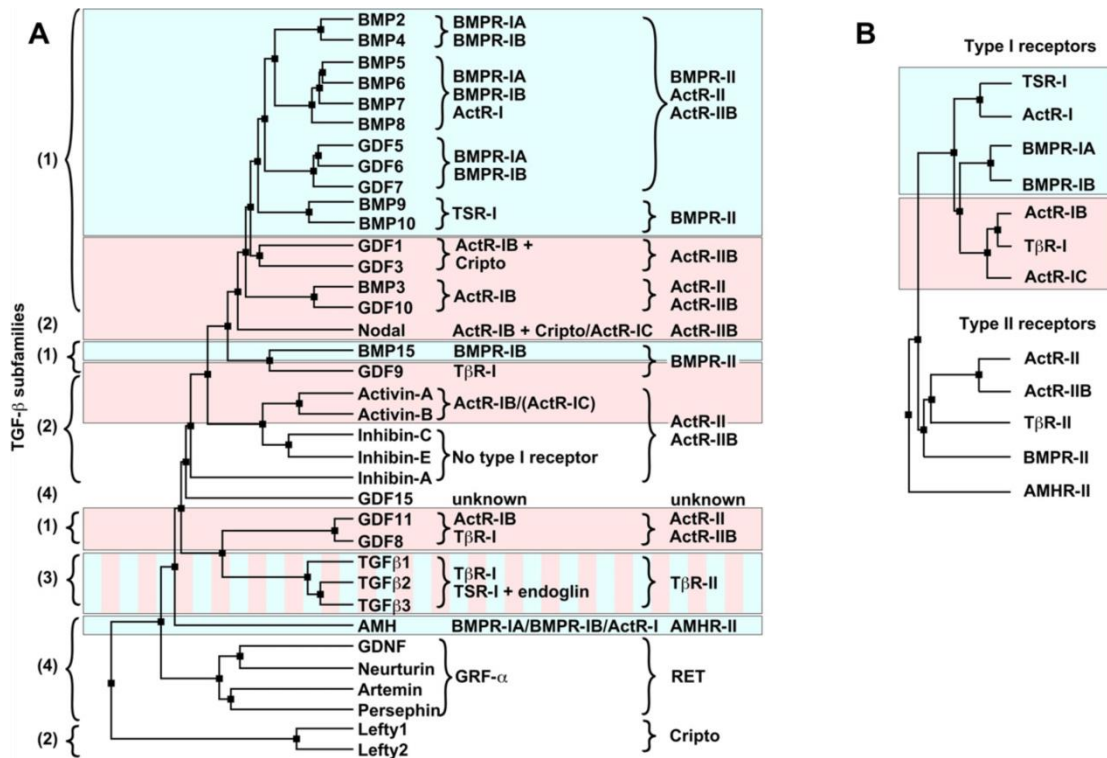 A
B
TGF-β subfamilies
BMP2
BMP4
BMPR-IA
BMPR-IB
BMP5
BMP6
BMP7
BMP8
BMPR-IA
BMPR-IB
ActR-I
BMPR-II
ActR-II
ActR-IIB
(1)
GDF5
GDF6
GDF7
BMPR-IA
BMPR-IB
BMP9
BMP10
TSR-I
BMPR-II
GDF1
GDF3
ActR-IB +
Cripto
ActR-IIB
BMP3
GDF10
ActR-IB
ActR-II
ActR-IIB
(2)
Nodal ActR-IB + Cripto/ActR-IC ActR-IIB
(1)
BMP15 BMPR-IB
GDF9 TβR-I
BMPR-II
(2)
Activin-A
Activin-B
ActR-IB/(ActR-IC)
ActR-II
ActR-IIB
Inhibin-C
Inhibin-E
Inhibin-A
No type I receptor
(4)
GDF15 unknown unknown
(1)
GDF11
GDF8
ActR-IB
TβR-I
ActR-II
ActR-IIB
(3)
TGFβ1
TGFβ2
TGFβ3
TβR-I
TSR-I + endoglin
TβR-II
AMH BMPR-IA/BMPR-IB/ActR-I AMHR-II
(4)
GDNF
Neurturin
Artemin
Persephin
GRF-α
RET
(2)
Lefty1
Lefty2
Cripto
Type I receptors
TSR-I
ActR-I
BMPR-IA
BMPR-IB
ActR-IB
TβR-I
ActR-IC
Type II receptors
ActR-II
ActR-IIB
TβR-II
BMPR-II
AMHR-II